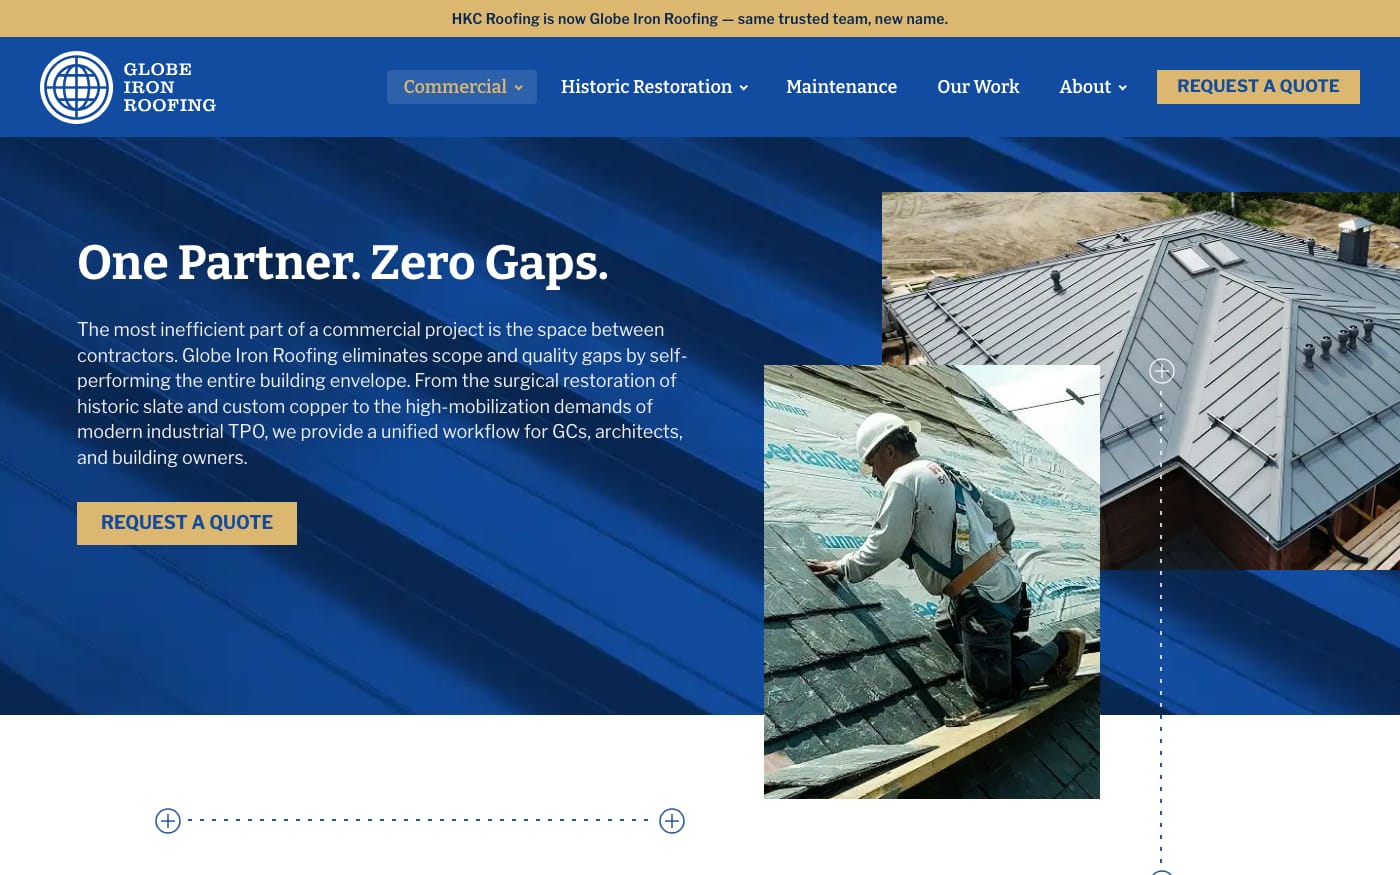 HKC Roofing is now Globe Iron Roofing — same trusted team, new name.
GLOBE
IRON
ROOFING
Commercial
Historic Restoration
Maintenance
Our Work
About
REQUEST A QUOTE
One Partner. Zero Gaps.
The most inefficient part of a commercial project is the space between
contractors. Globe Iron Roofing eliminates scope and quality gaps by self-
performing the entire building envelope. From the surgical restoration of
historic slate and custom copper to the high-mobilization demands of
modern industrial TPO, we provide a unified workflow for GCs, architects,
and building owners.
REQUEST A QUOTE